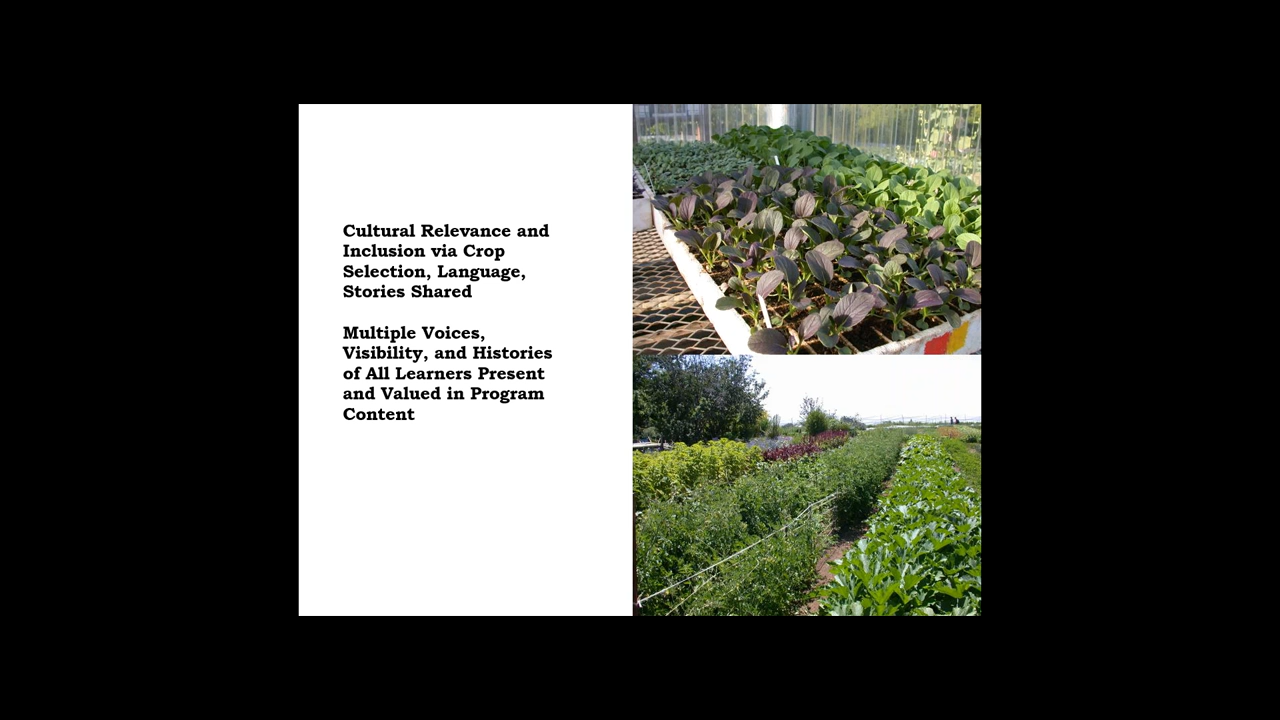 Cultural Relevance and
Inclusion via Crop
Selection, Language,
Stories Shared
Multiple Voices,
Visibility, and Histories
of All Learners Present
and Valued in Program
Content